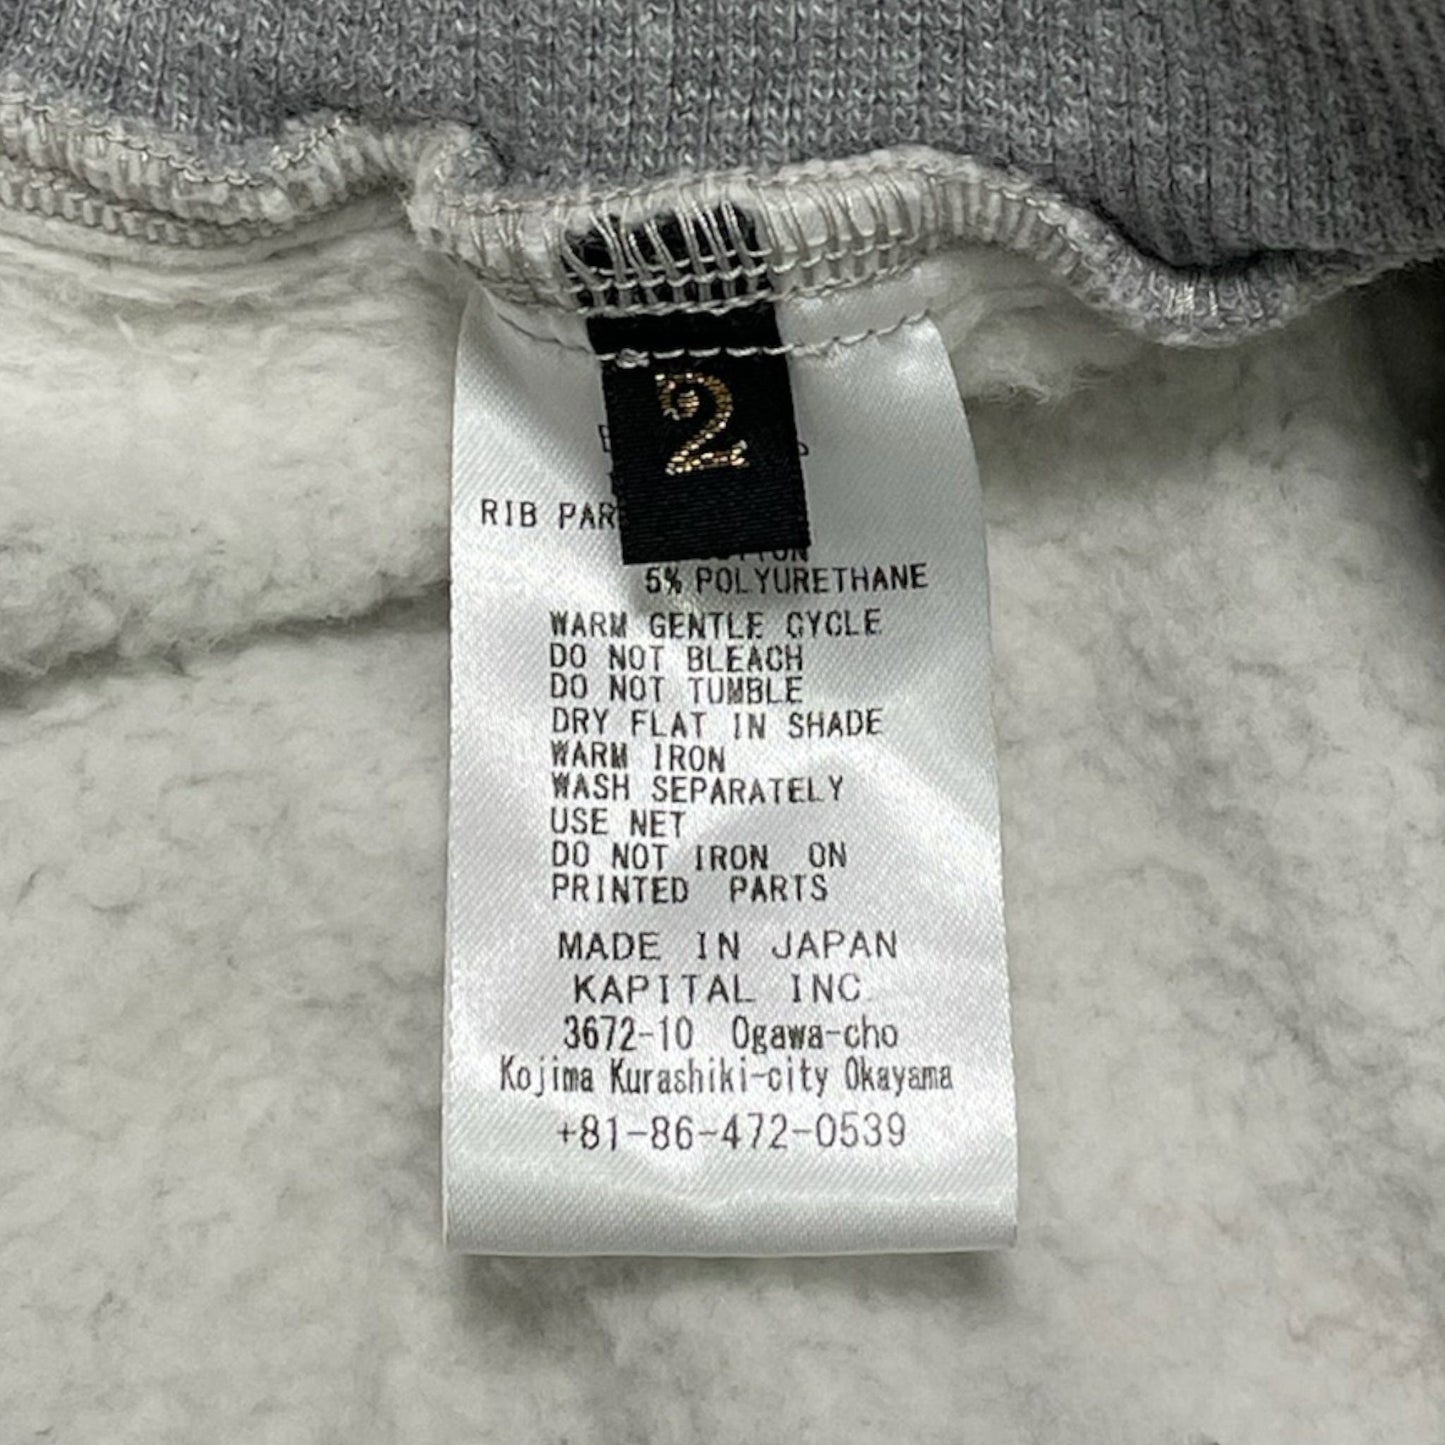 2
RIB
COTTON
5% POLYURETHANE
WARM GENTLE CYCLE
DO NOT BLEACH
DO NOT TUMBLE
DRY FLAT IN SHADE
WARM IRON
WASH SEPARATELY
USE NET
DO NOT IRON ON
PRINTED PARTS
MADE IN JAPAN
KAPITAL INC.
3672-10 Ogawa-cho
Kojima Kurashiki-city Okayama
+81-86-472-0539